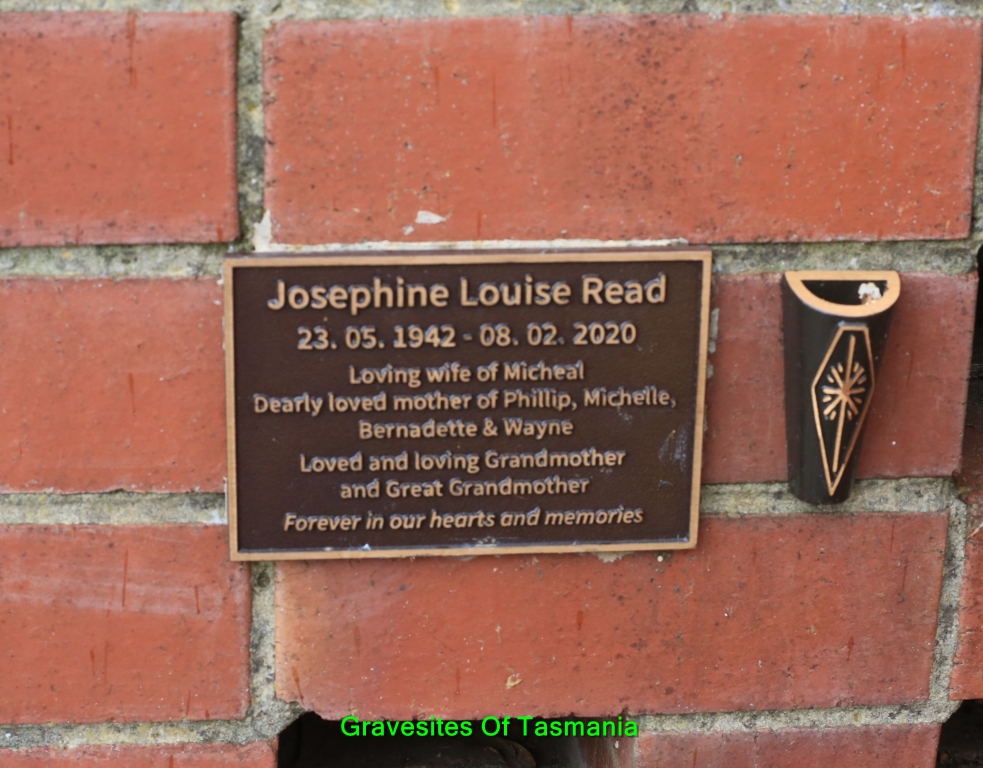 Josephine Louise Read
23. 05. 1942 - 08. 02. 2020
Loving wife of Micheal
Dearly loved mother of Phillip, Michelle,
Bernadette & Wayne
Loved and loving Grandmother
and Great Grandmother
Forever in our hearts and memories
Gravesites Of Tasmania